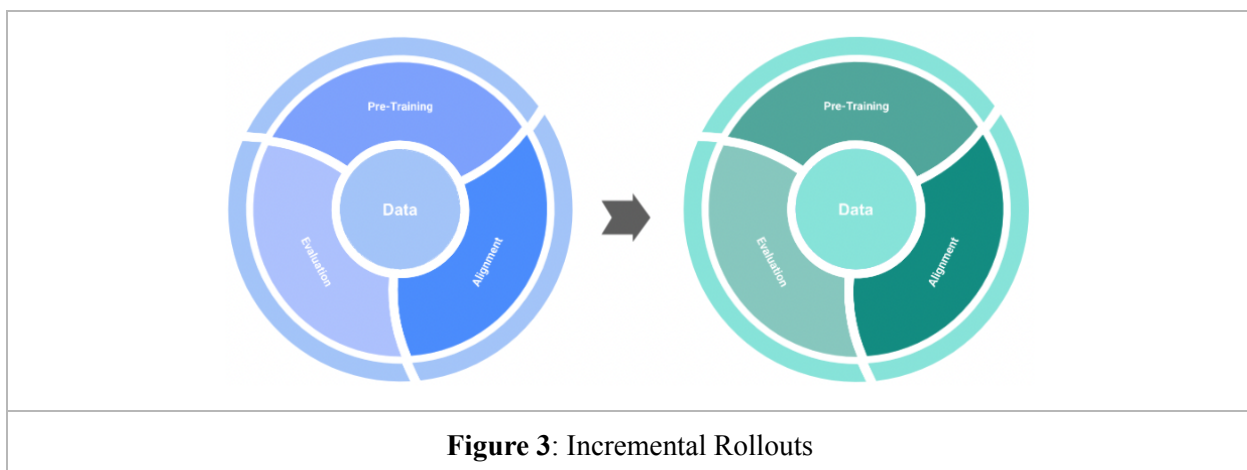 Pre-Training
Data
Evaluation
Alignment
Pre-Training
Data
Evaluation
Alignment
Figure 3: Incremental Rollouts